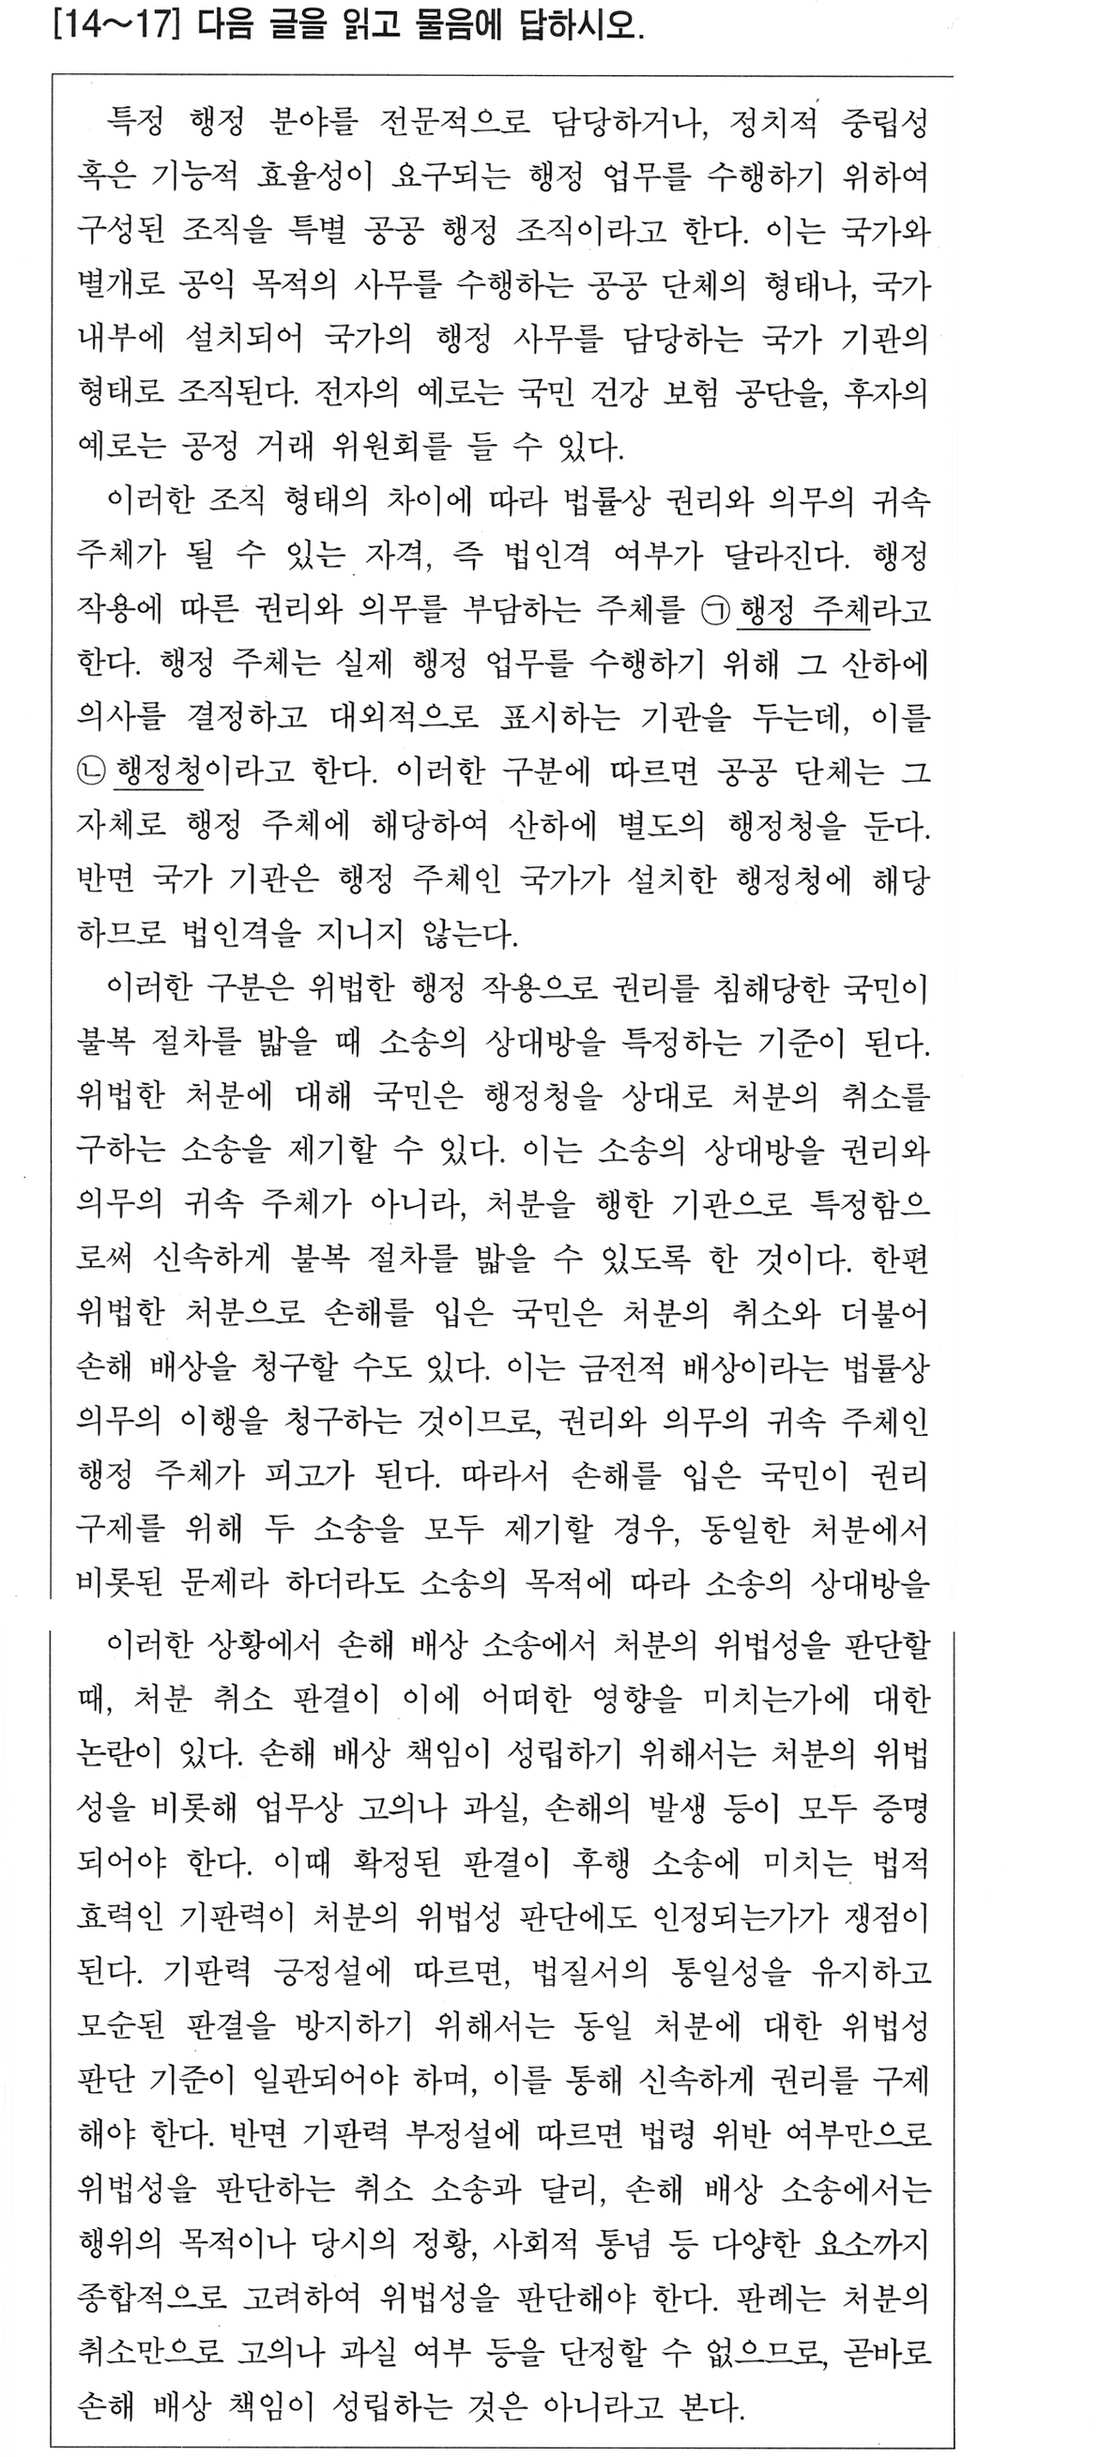 [14～17] 다음 글을 읽고 물음에 답하시오.
특정 행정 분야를 전문적으로 담당하거나, 정치적 중립성
혹은 기능적 효율성이 요구되는 행정 업무를 수행하기 위하여
구성된 조직을 특별 공공 행정 조직이라고 한다. 이는 국가와
별개로 공익 목적의 사무를 수행하는 공공 단체의 형태나, 국가
내부에 설치되어 국가의 행정 사무를 담당하는 국가 기관의
형태로 조직된다. 전자의 예로는 국민 건강 보험 공단을, 후자의
예로는 공정 거래 위원회를 들 수 있다.
이러한 조직 형태의 차이에 따라 법률상 권리와 의무의 귀속
주체가 될 수 있는 자격, 즉 법인격 여부가 달라진다. 행정
작용에 따른 권리와 의무를 부담하는 주체를 ㉠ 행정 주체라고
한다. 행정 주체는 실제 행정 업무를 수행하기 위해 그 산하에
의사를 결정하고 대외적으로 표시하는 기관을 두는데, 이를
㉡ 행정청이라고 한다. 이러한 구분에 따르면 공공 단체는 그
자체로 행정 주체에 해당하여 산하에 별도의 행정청을 둔다.
반면 국가 기관은 행정 주체인 국가가 설치한 행정청에 해당
하므로 법인격을 지니지 않는다.
이러한 구분은 위법한 행정 작용으로 권리를 침해당한 국민이
불복 절차를 밟을 때 소송의 상대방을 특정하는 기준이 된다.
위법한 처분에 대해 국민은 행정청을 상대로 처분의 취소를
구하는 소송을 제기할 수 있다. 이는 소송의 상대방을 권리와
의무의 귀속 주체가 아니라, 처분을 행한 기관으로 특정함으
로써 신속하게 불복 절차를 밟을 수 있도록 한 것이다. 한편
위법한 처분으로 손해를 입은 국민은 처분의 취소와 더불어
손해 배상을 청구할 수도 있다. 이는 금전적 배상이라는 법률상
의무의 이행을 청구하는 것이므로, 권리와 의무의 귀속 주체인
행정 주체가 피고가 된다. 따라서 손해를 입은 국민이 권리
구제를 위해 두 소송을 모두 제기할 경우, 동일한 처분에서
비롯된 문제라 하더라도 소송의 목적에 따라 소송의 상대방을
이러한 상황에서 손해 배상 소송에서 처분의 위법성을 판단할
때, 처분 취소 판결이 이에 어떠한 영향을 미치는가에 대한
논란이 있다. 손해 배상 책임이 성립하기 위해서는 처분의 위법
성을 비롯해 업무상 고의나 과실, 손해의 발생 등이 모두 증명
되어야 한다. 이때 확정된 판결이 후행 소송에 미치는 법적
효력인 기판력이 처분의 위법성 판단에도 인정되는가가 쟁점이
된다. 기판력 긍정설에 따르면, 법질서의 통일성을 유지하고
모순된 판결을 방지하기 위해서는 동일 처분에 대한 위법성
판단 기준이 일관되어야 하며, 이를 통해 신속하게 권리를 구제
해야 한다. 반면 기판력 부정설에 따르면 법령 위반 여부만으로
위법성을 판단하는 취소 소송과 달리, 손해 배상 소송에서는
행위의 목적이나 당시의 정황, 사회적 통념 등 다양한 요소까지
종합적으로 고려하여 위법성을 판단해야 한다. 판례는 처분의
취소만으로 고의나 과실 여부 등을 단정할 수 없으므로, 곧바로
손해 배상 책임이 성립하는 것은 아니라고 본다.